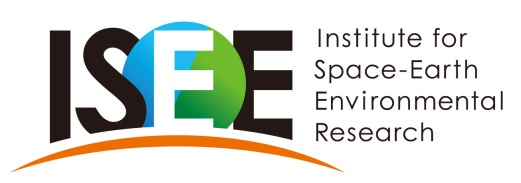 ISEE
Institute for
Space-Earth
Environmental
Research